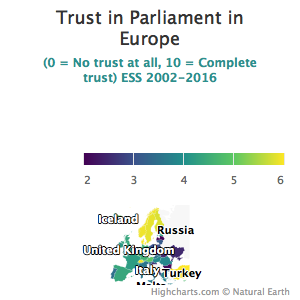 Trust in Parliament in
Europe
(0 = No trust at all, 10 = Complete
trust) ESS 2002-2016
2 3 4 5 6
Iceland
Russia
United Kingdom
Italy
Turkey
Highcharts.com © Natural Earth